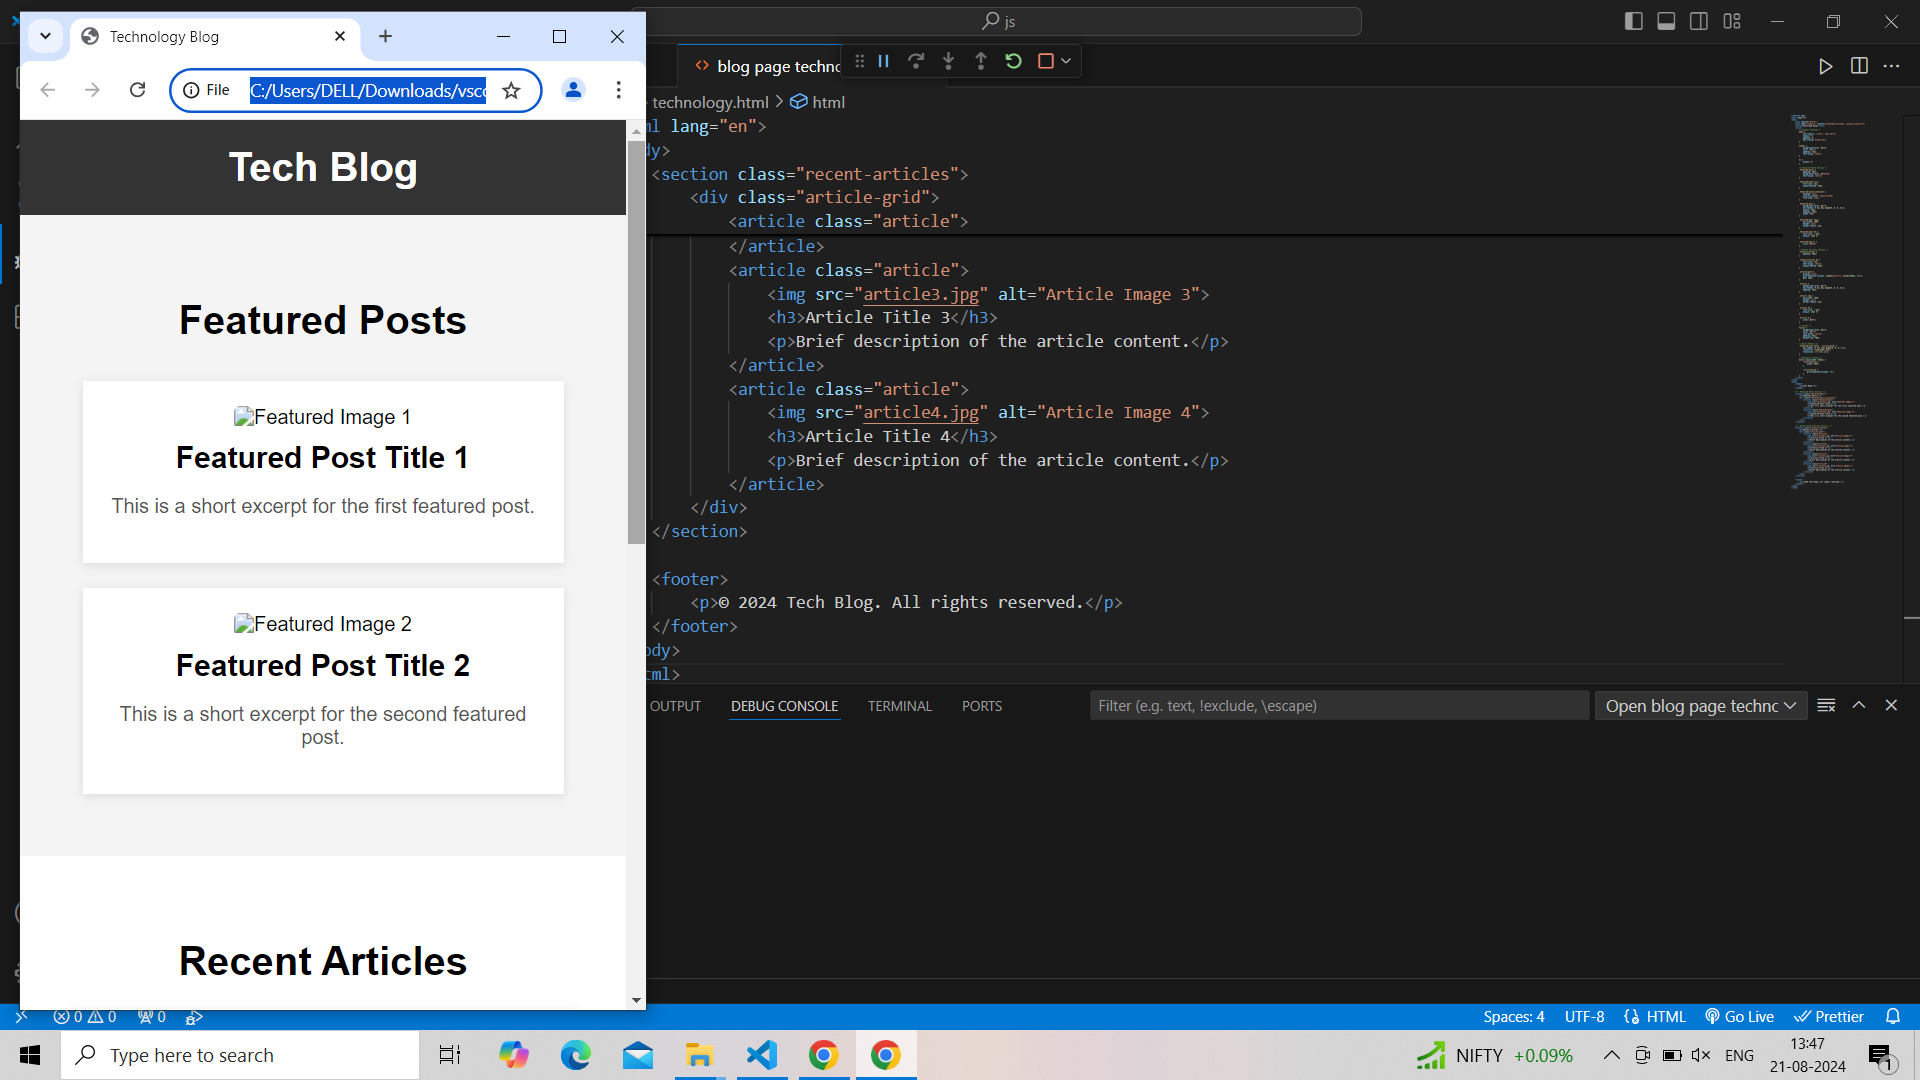 js
Technology Blog
File
C:/Users/DELL/Downloads/vsco
Tech Blog
Featured Posts
Featured Image 1
Featured Post Title 1
This is a short excerpt for the first featured post.
Featured Image 2
Featured Post Title 2
This is a short excerpt for the second featured
post.
Recent Articles
blog page techno
technology.html > html
ml lang="en">
dy>
<section class="recent-articles">
<div class="article-grid">
<article class="article">
</article>
<article class="article">
<img src="article3.jpg" alt="Article Image 3">
<h3>Article Title 3</h3>
<p>Brief description of the article content.</p>
</article>
<article class="article">
<img src="article4.jpg" alt="Article Image 4">
<h3>Article Title 4</h3>
<p>Brief description of the article content.</p>
</article>
</div>
</section>
<footer>
<p>© 2024 Tech Blog. All rights reserved.</p>
</footer>
ody>
tml>
OUTPUT DEBUG CONSOLE TERMINAL PORTS Filter (e.g. text, !exclude, \escape) Open blog page techno
0 0 0 Spaces: 4 UTF-8 HTML Go Live Prettier
Type here to search
NIFTY +0.09%
ENG
13:47
21-08-2024
1